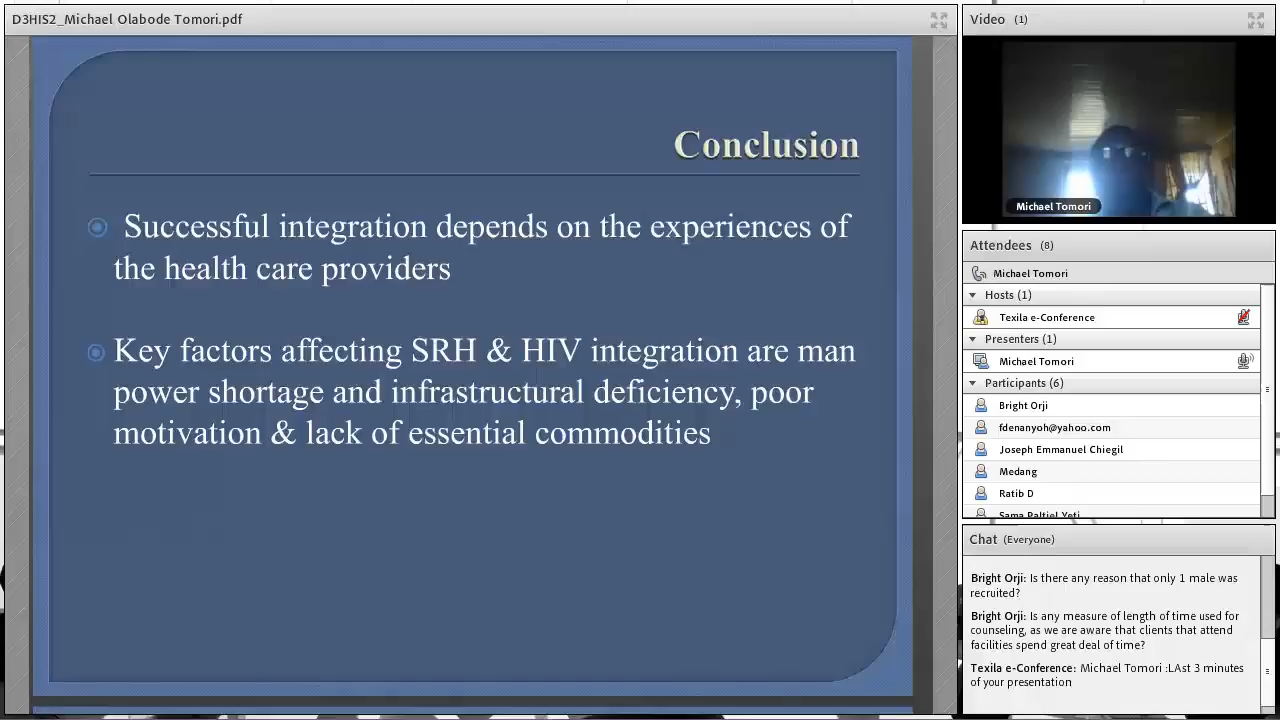 D3HIS2_Michael Olabode Tomori.pdf
Conclusion
Successful integration depends on the experiences of
the health care providers
Key factors affecting SRH & HIV integration are man
power shortage and infrastructural deficiency, poor
motivation & lack of essential commodities
Video (1)
Michael Tomori
Attendees (8)
Michael Tomori
Hosts (1)
Texila e-Conference
Presenters (1)
Michael Tomori
Participants (6)
Bright Orji
fdenanyoh@yahoo.com
Joseph Emmanuel Chiegil
Medang
Ratib D
Sama Paltiel Yeti
Chat (Everyone)
Bright Orji: Is there any reason that only 1 male was
recruited?
Bright Orji: Is any measure of length of time used for
counseling, as we are aware that clients that attend
facilities spend great deal of time?
Texila e-Conference: Michael Tomori :LAst 3 minutes
of your presentation